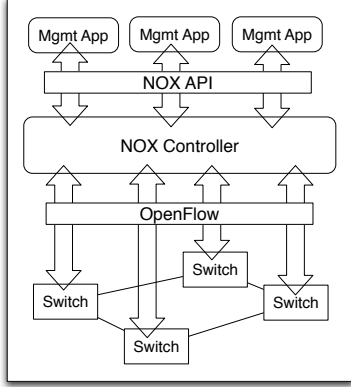 Mgmt App Mgmt App Mgmt App
NOX API
NOX Controller
OpenFlow
Switch
Switch
Switch
Switch